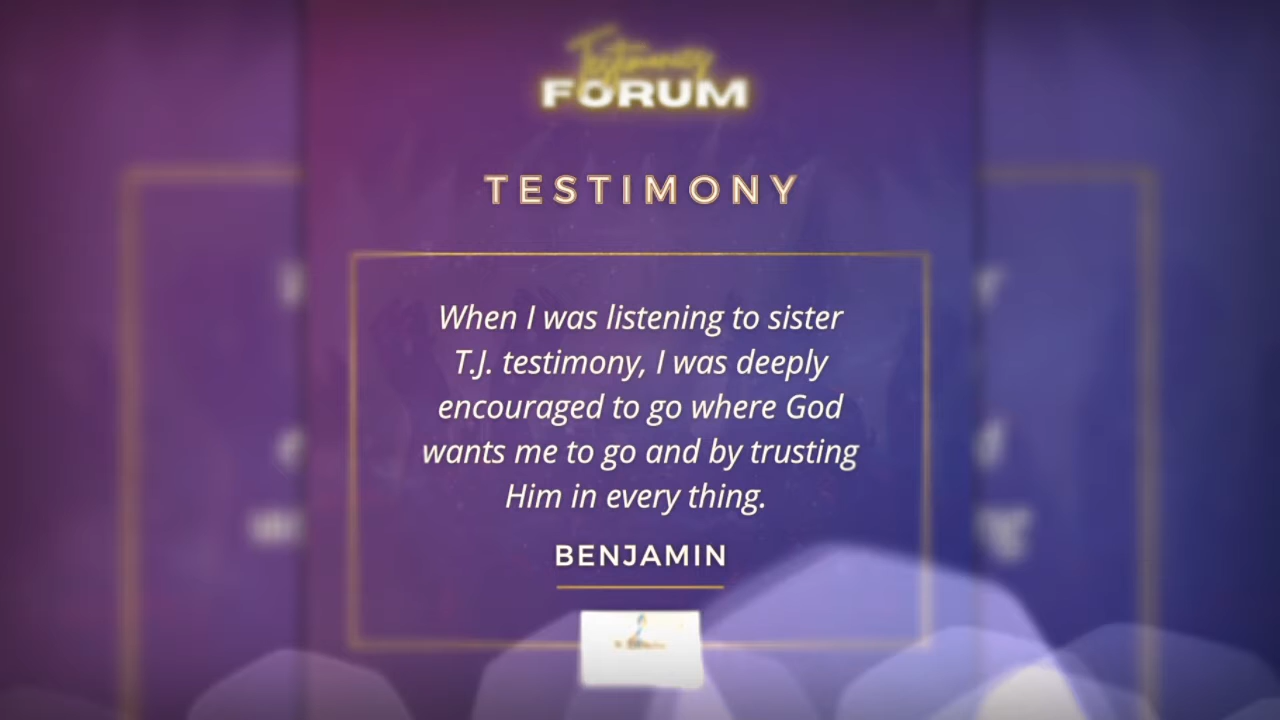 Testimony
FORUM
TESTIMONY
When I was listening to sister
T.J. testimony, I was deeply
encouraged to go where God
wants me to go and by trusting
Him in every thing.
BENJAMIN